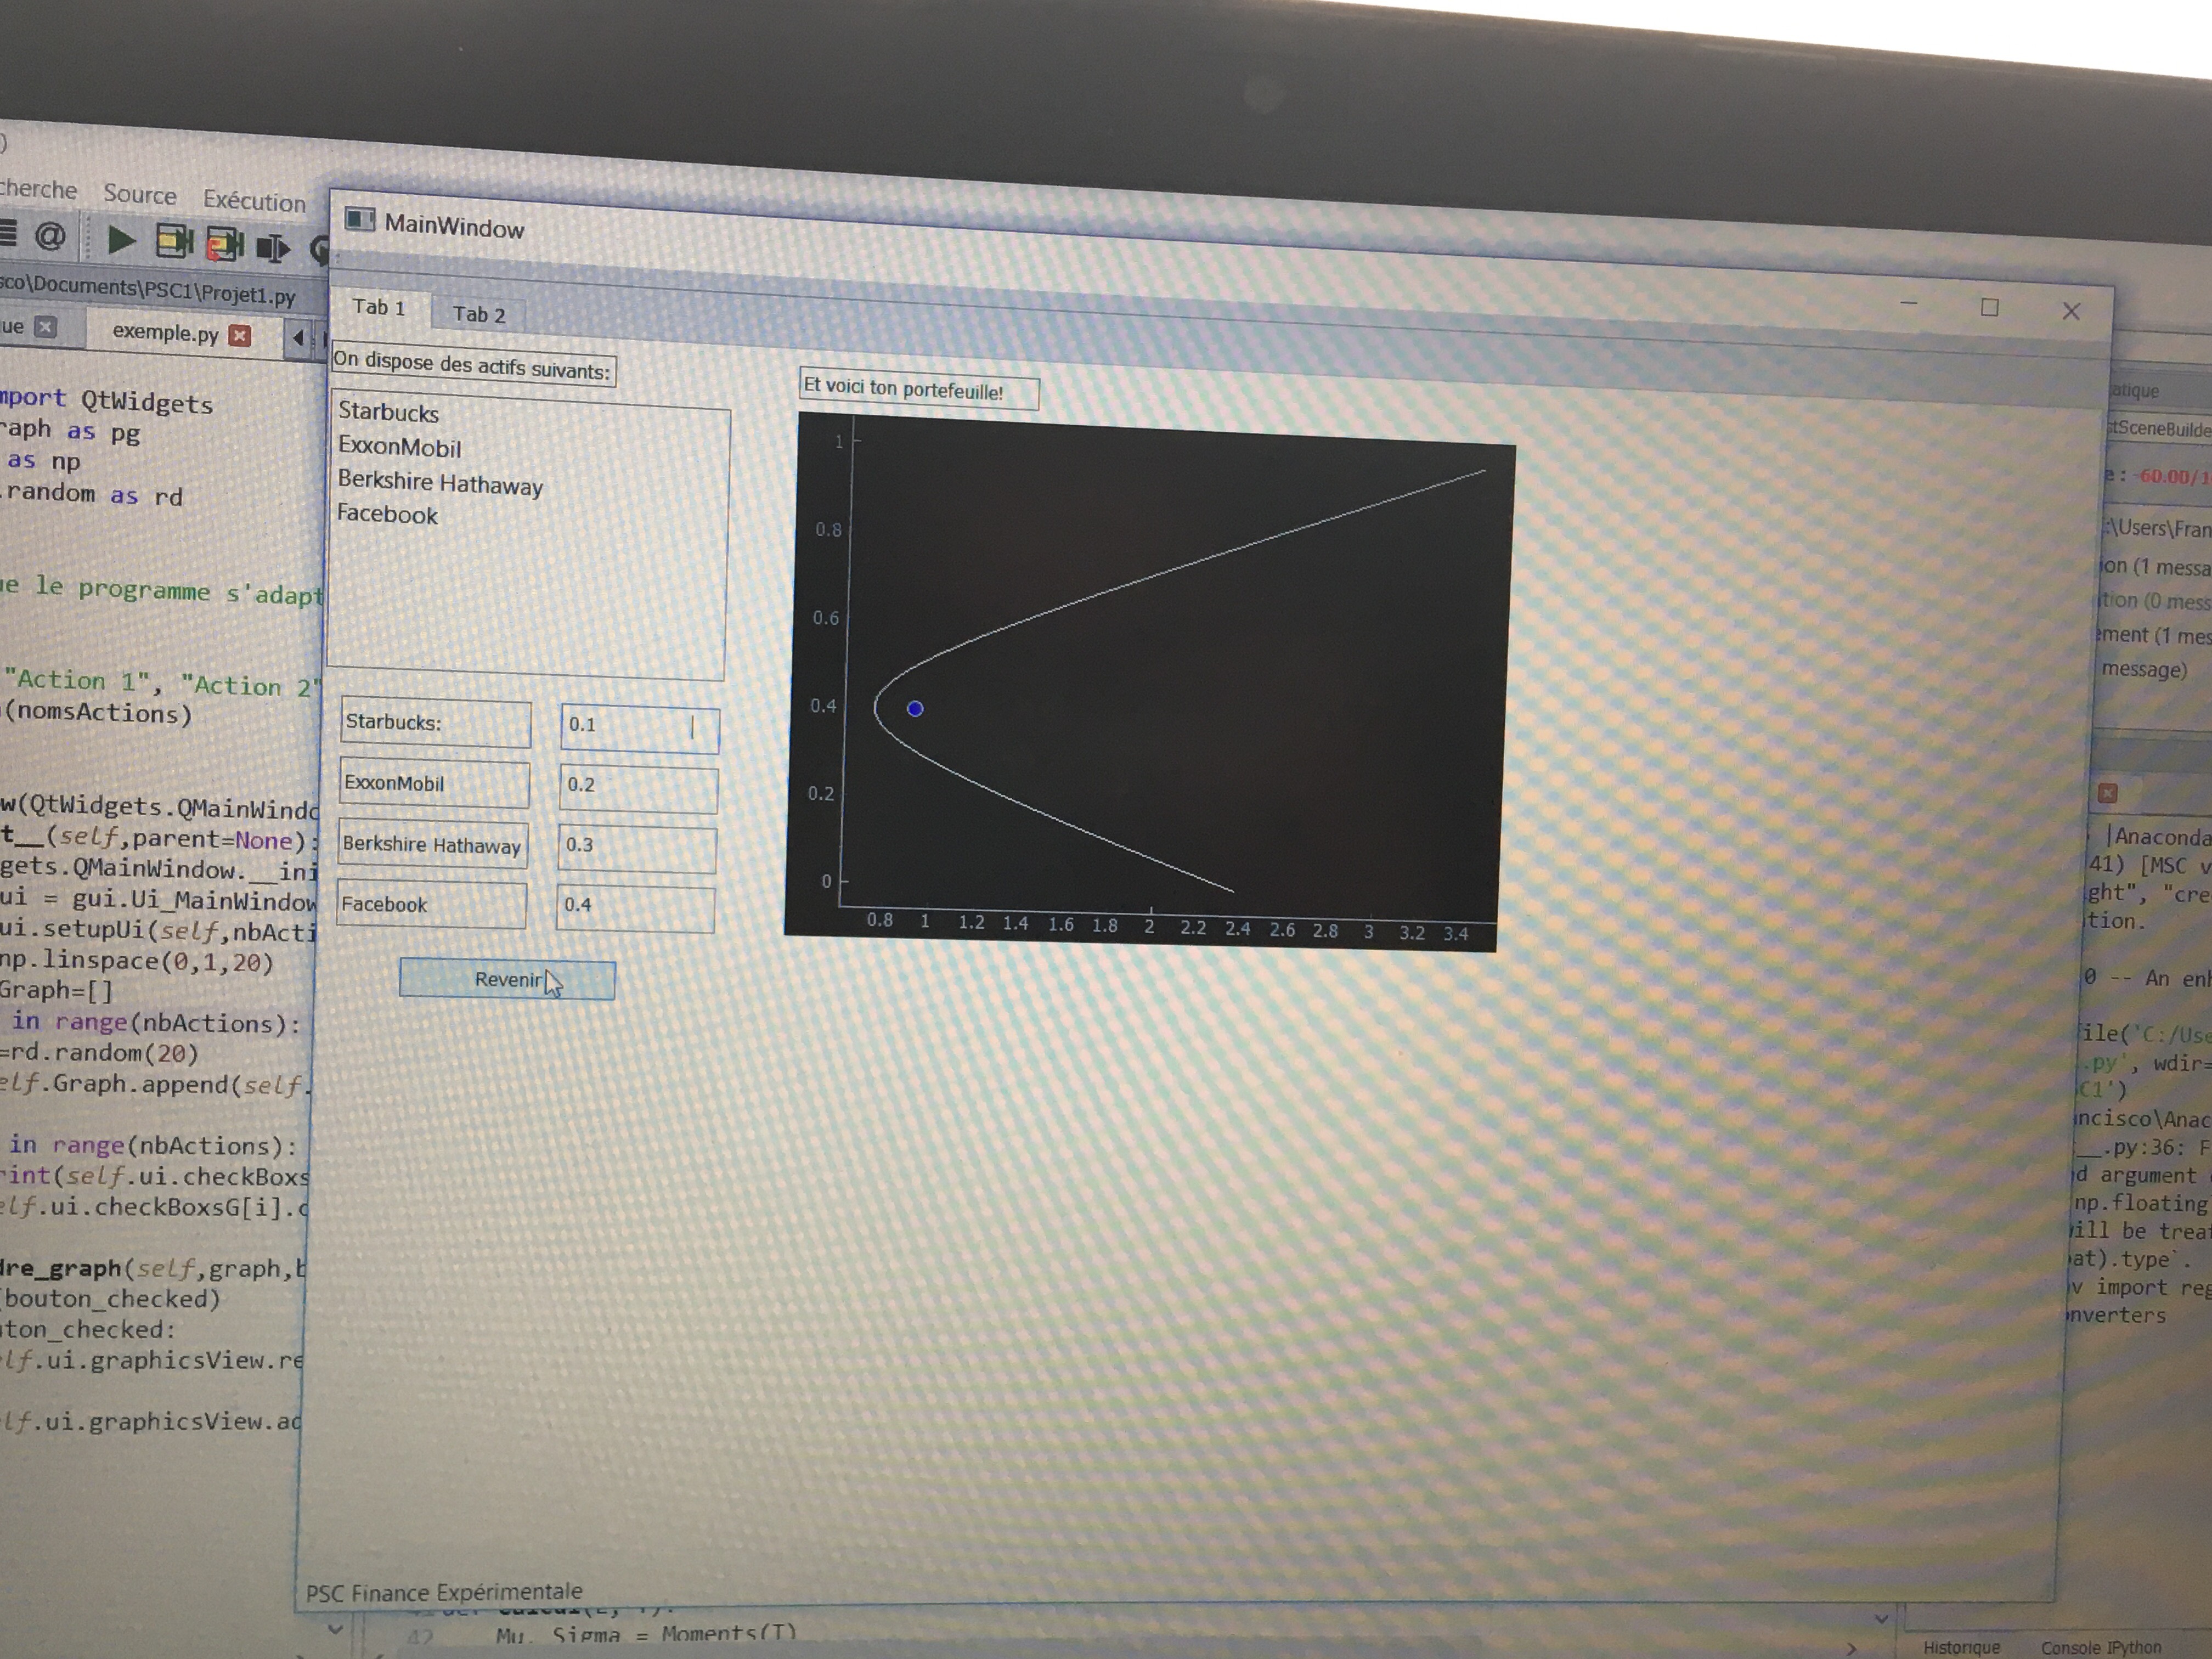 )
cherche Source Exécution
sco\Documents\PSC1\Projet1.py
ue exemple.py
mport QtWidgets
raph as pg
as np
.random as rd
ue le programme s'adapt
"Action 1", "Action 2"
(nomsActions)
w(QtWidgets.QMainWindo
t__(self,parent=None):
gets.QMainWindow.__ini
ui = gui.Ui_MainWindow
ui.setupUi(self,nbActi
np.linspace(0,1,20)
Graph=[]
in range(nbActions):
=rd.random(20)
elf.Graph.append(self.
in range(nbActions):
rint(self.ui.checkBoxs
elf.ui.checkBoxsG[i].c
dre_graph(self,graph,b
(bouton_checked)
uton_checked:
elf.ui.graphicsView.re
elf.ui.graphicsView.ad
MainWindow
Tab 1 Tab 2
On dispose des actifs suivants:
Starbucks
ExxonMobil
Berkshire Hathaway
Facebook
Starbucks: 0.1
ExxonMobil 0.2
Berkshire Hathaway 0.3
Facebook 0.4
Revenir
Et voici ton portefeuille!
1
0.8
0.6
0.4
0.2
0
0.8 1 1.2 1.4 1.6 1.8 2 2.2 2.4 2.6 2.8 3 3.2 3.4
PSC Finance Expérimentale
42 Mu, Sigma = Moments(T)
atique
tSceneBuilde
e : -60.00/1
:\Users\Fran
ion (1 messa
tion (0 mess
ement (1 mes
message)
|Anaconda
41) [MSC v
ght", "cre
tion.
0 -- An enh
ile('C:/Use
.py', wdir=
C1')
ncisco\Anac
__.py:36: F
d argument
np.floating
ill be treat
at).type`.
v import reg
nverters
Historique Console IPython